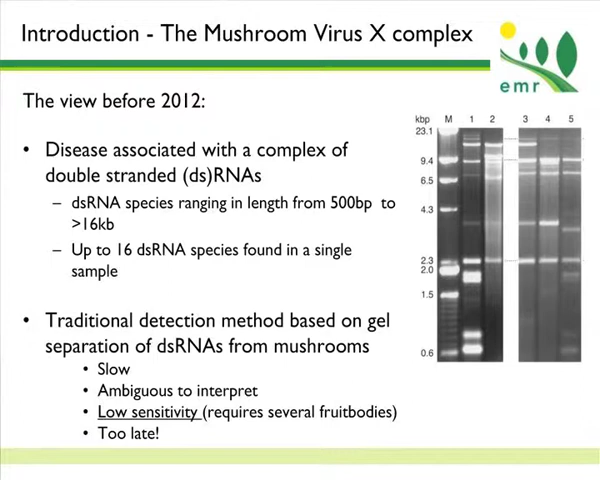 Introduction - The Mushroom Virus X complex
emr
The view before 2012:
• Disease associated with a complex of
double stranded (ds)RNAs
– dsRNA species ranging in length from 500bp to
>16kb
– Up to 16 dsRNA species found in a single
sample
• Traditional detection method based on gel
separation of dsRNAs from mushrooms
• Slow
• Ambiguous to interpret
• Low sensitivity (requires several fruitbodies)
• Too late!
kbp M 1 2 3 4 5
23.1
9.4
6.5
4.3
2.3
2.0
1.5
0.6